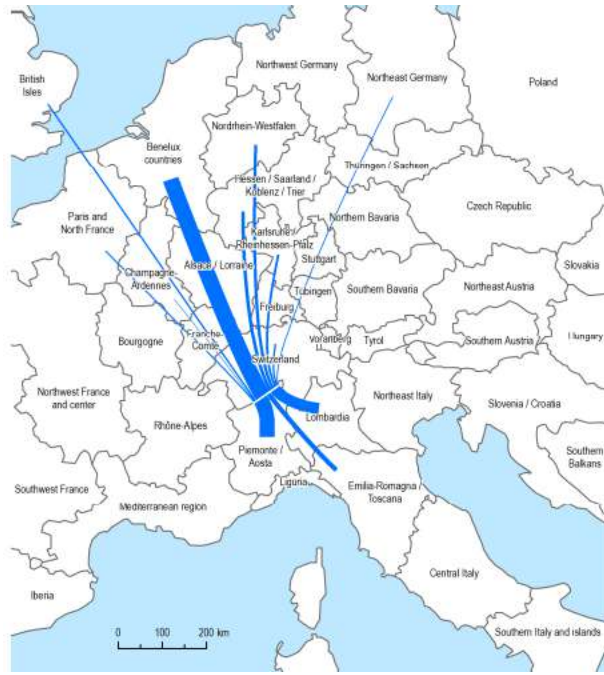 British
Isles
Northwest Germany
Northeast Germany
Poland
Nordrhein-Westfalen
Benelux
countries
Thüringen / Sachsen
Hessen / Saarland /
Koblenz / Trier
Czech Republic
Paris and
North France
Northern Bavaria
Karlsruhe /
Rheinhessen-Pfalz
Stuttgart
Alsace / Lorraine
Champagne-
Ardennes
Slovakia
Tübingen
Southern Bavaria
Northeast Austria
Freiburg
Bourgogne
Franche-
Comté
Vorarlberg
Tyrol
Southern Austria
Hungary
Switzerland
Northwest France
and center
Northeast Italy
Slovenia / Croatia
Rhône-Alpes
Lombardia
Piemonte /
Aosta
Southern
Balkans
Southwest France
Liguria
Emilia-Romagna /
Toscana
Mediterranean region
Central Italy
Iberia
0 100 200 km
Southern Italy and islands